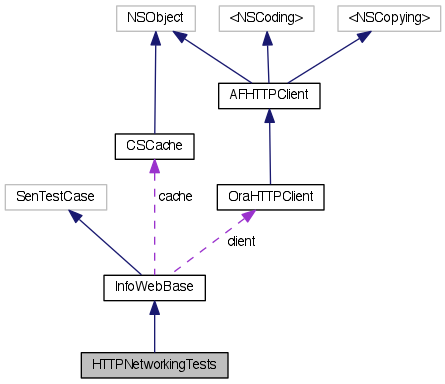 NSObject
<NSCoding>
<NSCopying>
AFHTTPClient
CSCache
SenTestCase
cache
OraHTTPClient
client
InfoWebBase
HTTPNetworkingTests